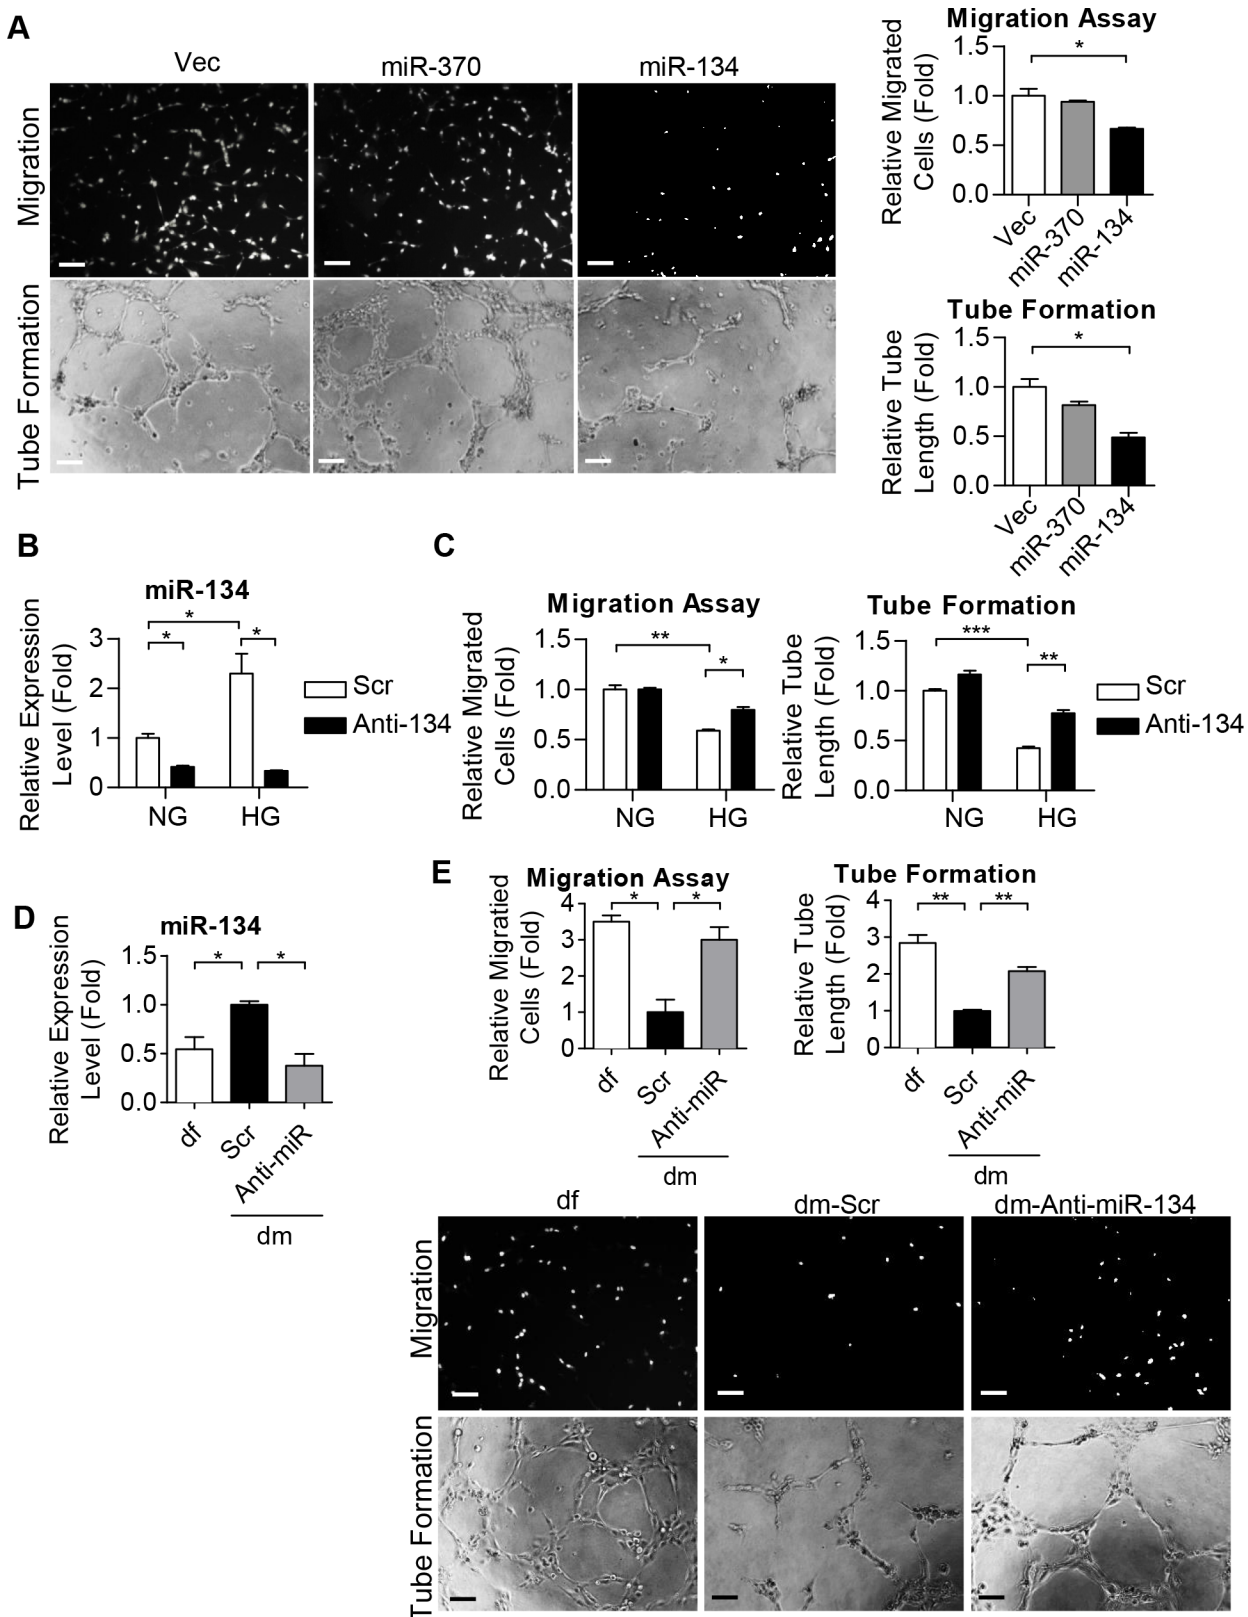 A
Vec
miR-370
miR-134
Migration
Tube Formation
Migration Assay
Relative Migrated
Cells (Fold)
1.5
1.0
0.5
0.0
*
Vec
miR-370
miR-134
Tube Formation
Relative Tube
Length (Fold)
1.5
1.0
0.5
0.0
*
Vec
miR-370
miR-134
B
miR-134
Relative Expression
Level (Fold)
3
2
1
0
*
*
*
NG
HG
Scr
Anti-134
C
Migration Assay
Relative Migrated
Cells (Fold)
1.5
1.0
0.5
0.0
**
*
NG
HG
Tube Formation
Relative Tube
Length (Fold)
1.5
1.0
0.5
0.0
***
**
NG
HG
Scr
Anti-134
D
miR-134
Relative Expression
Level (Fold)
1.5
1.0
0.5
0.0
*
*
df
Scr
Anti-miR
dm
E
Migration Assay
Relative Migratied
Cells (Fold)
4
3
2
1
0
*
*
df
Scr
Anti-miR
dm
Tube Formation
Relative Tube
Length (Fold)
4
3
2
1
0
**
**
df
Scr
Anti-miR
dm
df
dm-Scr
dm-Anti-miR-134
Migration
Tube Formation